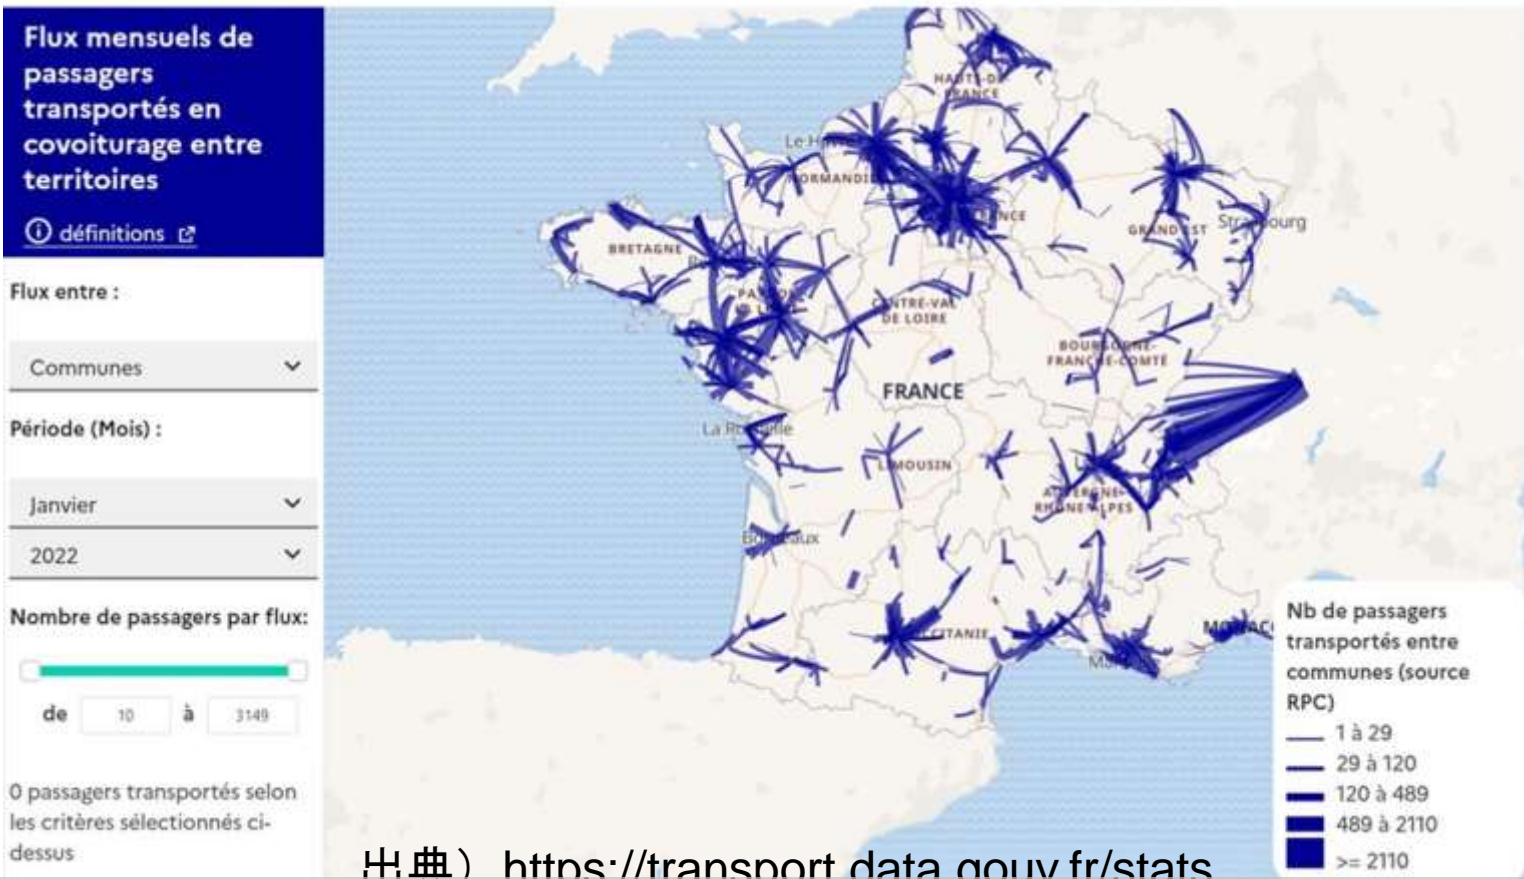 Flux mensuels de
passagers
transportés en
covoiturage entre
territoires
définitions
Flux entre :
Communes
Période (Mois) :
Janvier
2022
Nombre de passagers par flux:
de 10 à 3149
0 passagers transportés selon
les critères sélectionnés ci-
dessus
HAUTS-DE-
FRANCE
Le H
NORMANDI
GRAND EST
Strasbourg
BRETAGNE
CENTRE-VAL
DE LOIRE
BOURGOGNE-
FRANCHE-COMTÉ
FRANCE
La Rochelle
LIMOUSIN
AUVERGNE-
RHÔNE-ALPES
Bordeaux
CCITANIE
MONACO
Nb de passagers
transportés entre
communes (source
RPC)
1 à 29
29 à 120
120 à 489
489 à 2110
>= 2110
出典） https://transport.data.gouv.fr/stats